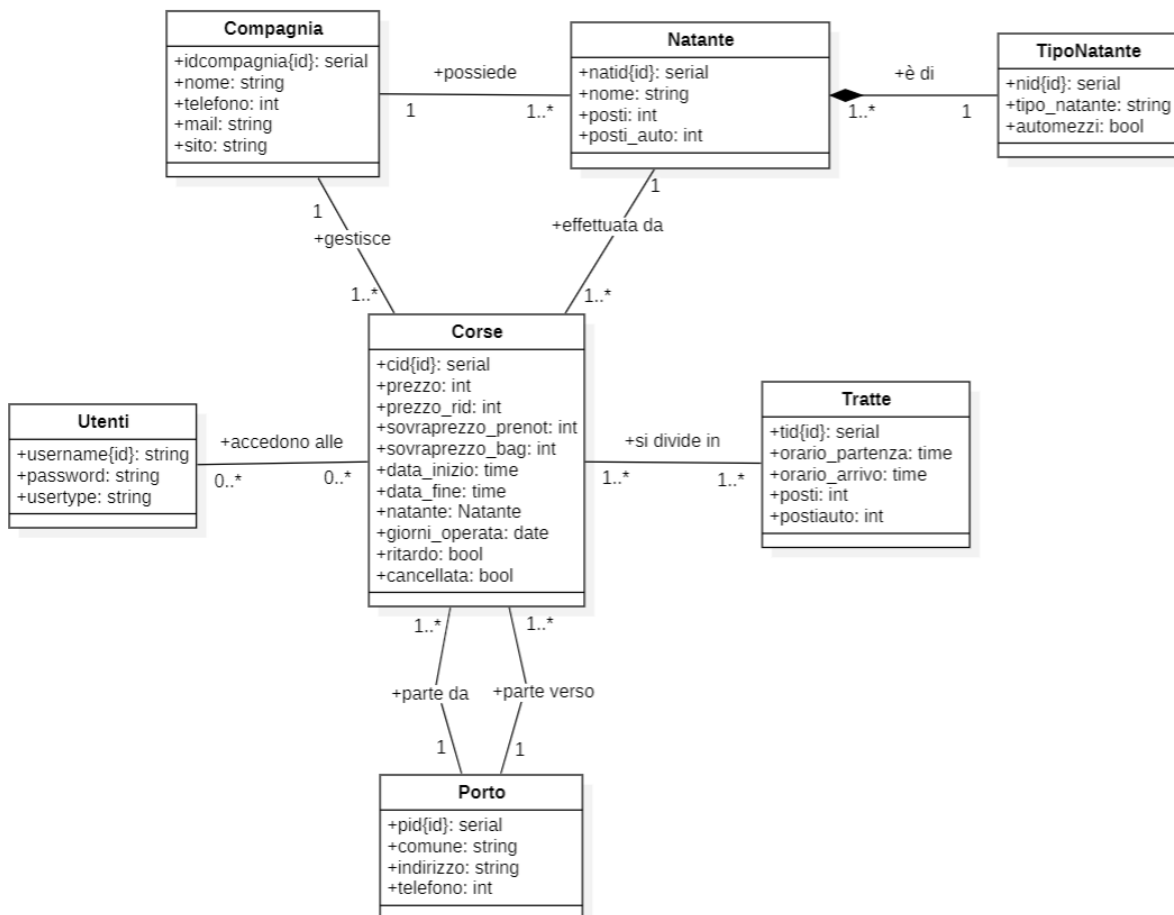 Compagnia
+idcompagnia{id}: serial
+nome: string
+telefono: int
+mail: string
+sito: string
+possiede
1
1..*
Natante
+natid{id}: serial
+nome: string
+posti: int
+posti_auto: int
+è di
1..*
1
TipoNatante
+nid{id}: serial
+tipo_natante: string
+automezzi: bool
1
+gestisce
1..*
1
+effettuata da
1..*
Corse
+cid{id}: serial
+prezzo: int
+prezzo_rid: int
+sovraprezzo_prenot: int
+sovraprezzo_bag: int
+data_inizio: time
+data_fine: time
+natante: Natante
+giorni_operata: date
+ritardo: bool
+cancellata: bool
Utenti
+username{id}: string
+password: string
+usertype: string
+accedono alle
0..*
0..*
+si divide in
1..*
1..*
Tratte
+tid{id}: serial
+orario_partenza: time
+orario_arrivo: time
+posti: int
+postiauto: int
1..*
1..*
+parte da
+parte verso
1
1
Porto
+pid{id}: serial
+comune: string
+indirizzo: string
+telefono: int